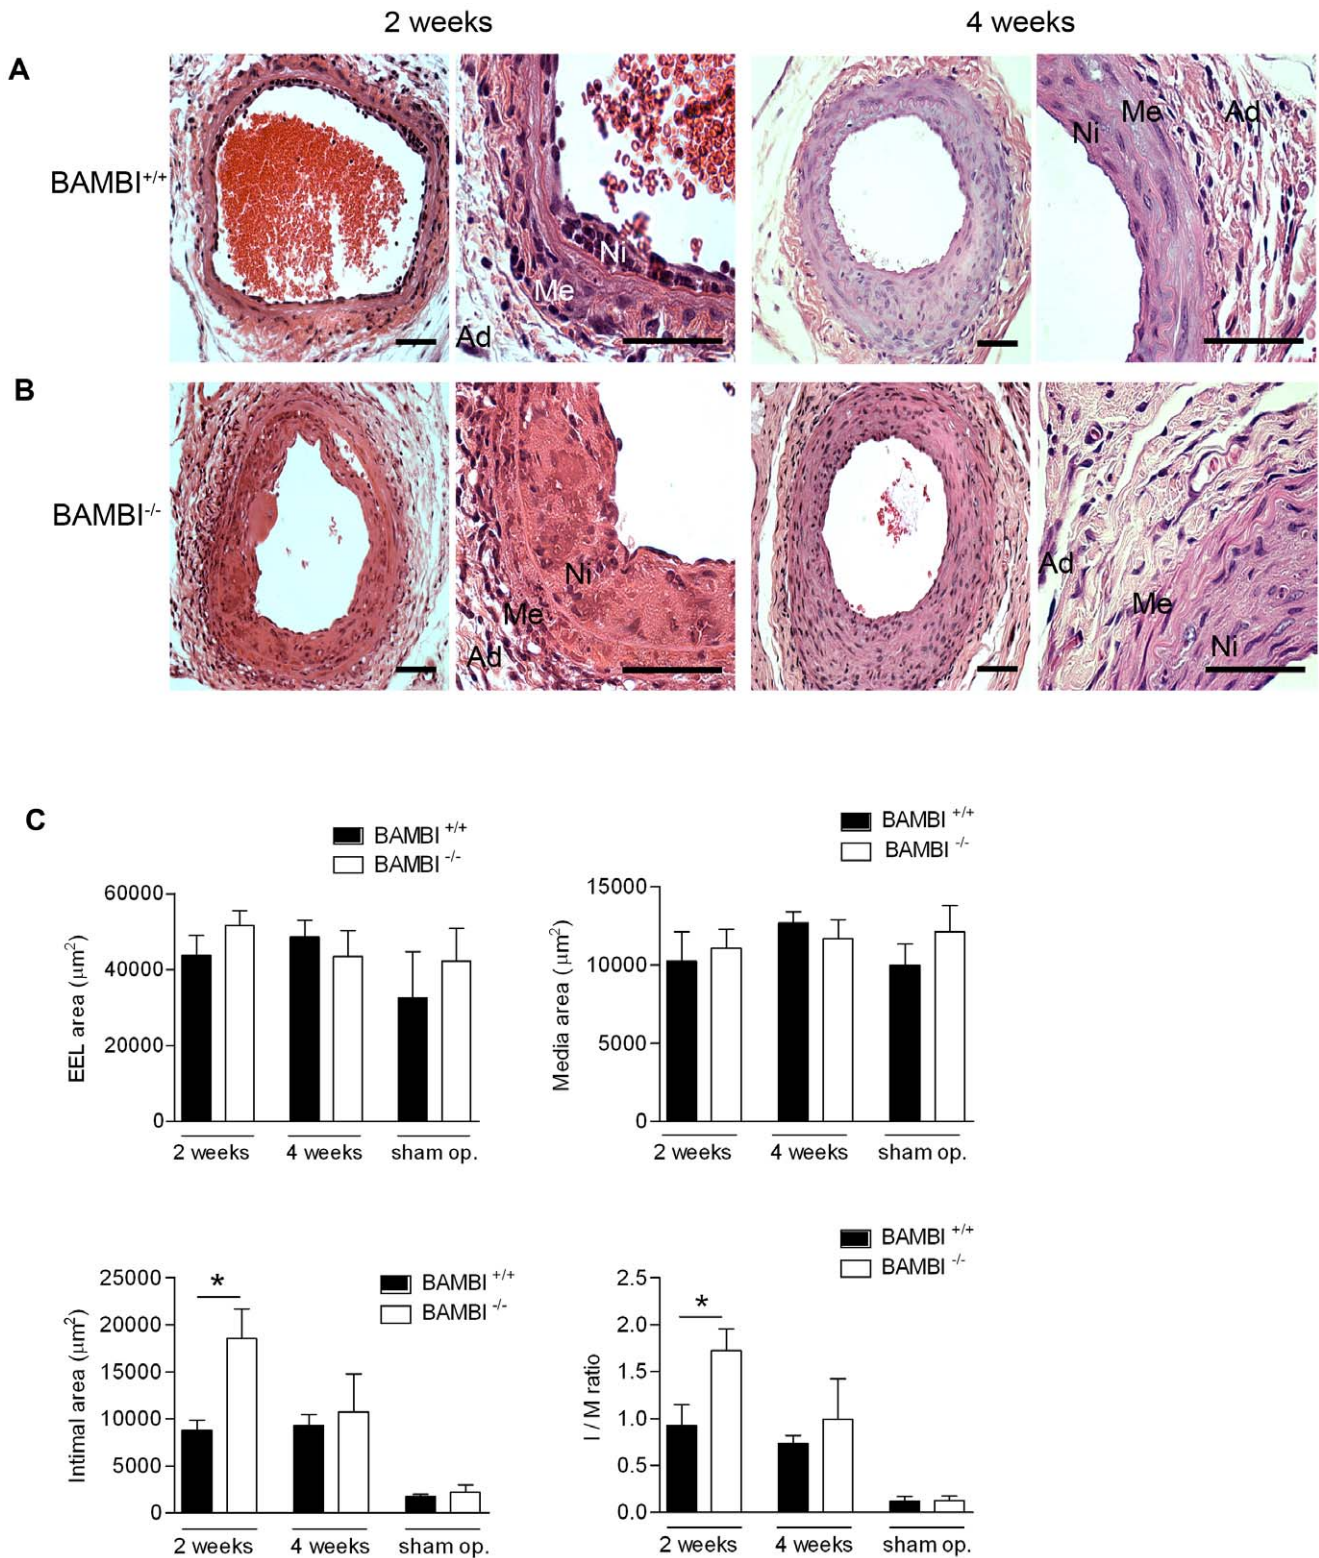 2 weeks 4 weeks
A
BAMBI+/+
Ni
Me
Ad
Ni
Me
Ad
B
BAMBI-/-
Ni
Me
Ad
Ad
Me
Ni
C
BAMBI +/+
BAMBI -/-
EEL area (µm2)
60000
40000
20000
0
2 weeks 4 weeks sham op.
BAMBI +/+
BAMBI -/-
Media area (µm2)
15000
10000
5000
0
2 weeks 4 weeks sham op.
BAMBI +/+
BAMBI -/-
Intimal area (µm2)
25000
20000
15000
10000
5000
0
*
2 weeks 4 weeks sham op.
BAMBI +/+
BAMBI -/-
I / M ratio
2.5
2.0
1.5
1.0
0.5
0.0
*
2 weeks 4 weeks sham op.